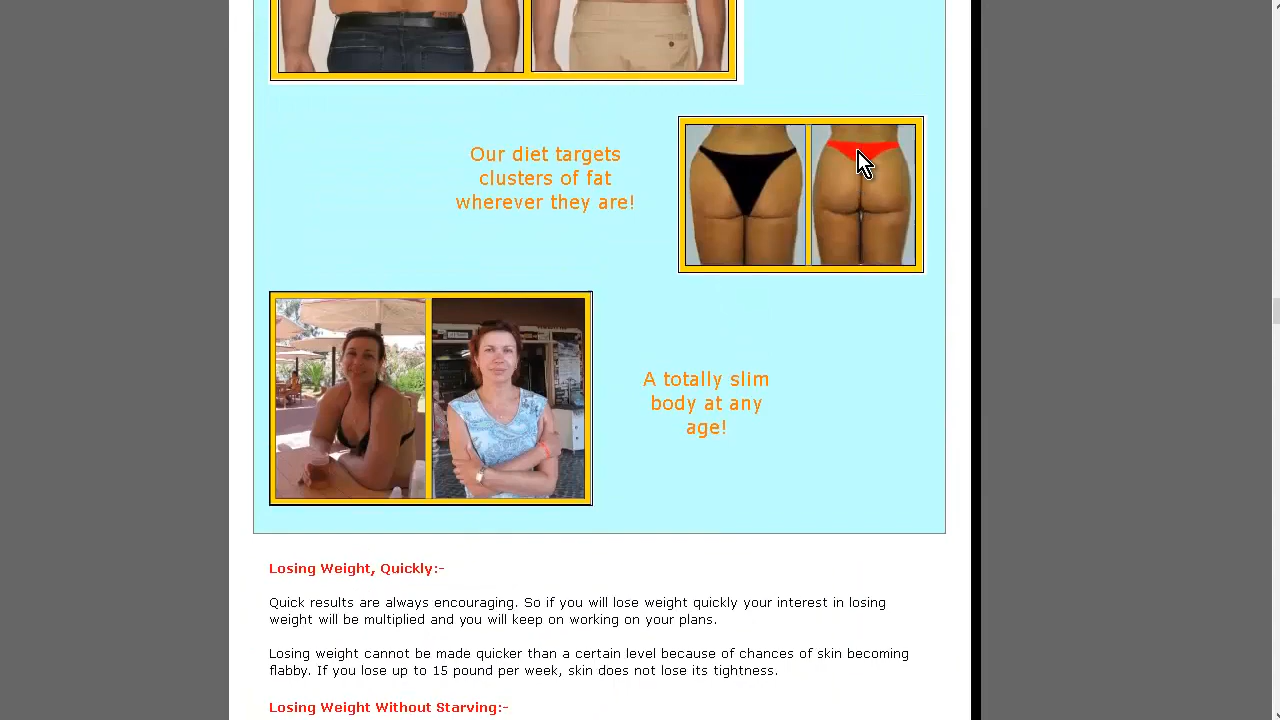 Our diet targets
clusters of fat
wherever they are!
A totally slim
body at any
age!
Losing Weight, Quickly:-
Quick results are always encouraging. So if you will lose weight quickly your interest in losing
weight will be multiplied and you will keep on working on your plans.
Losing weight cannot be made quicker than a certain level because of chances of skin becoming
flabby. If you lose up to 15 pound per week, skin does not lose its tightness.
Losing Weight Without Starving:-